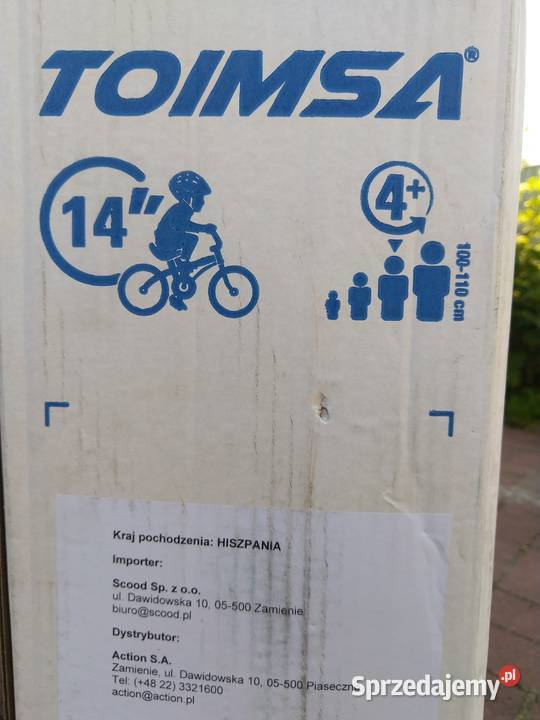 TOIMSA®
14"
4+
100-110 cm
Kraj pochodzenia: HISZPANIA
Importer:
Scood Sp. z o.o.
ul. Dawidowska 10, 05-500 Zamienie
biuro@scood.pl
Dystrybutor:
Action S.A.
Zamienie, ul. Dawidowska 10, 05-500 Piaseczno
Tel: (+48 22) 3321600
action@action.pl
Sprzedajemy.pl